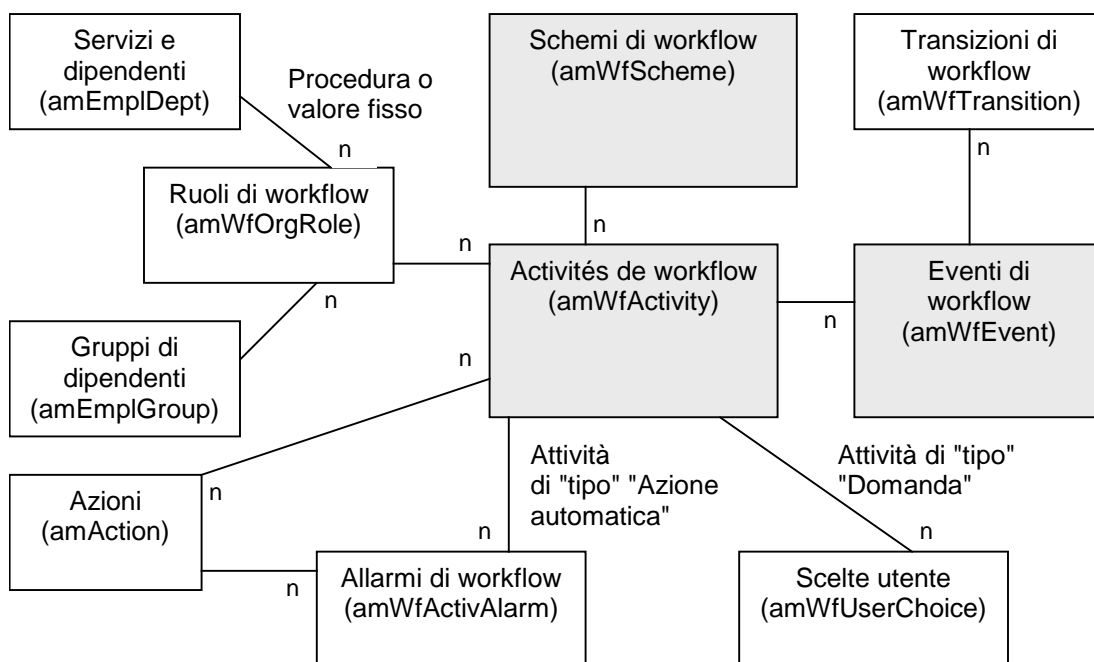 Servizi e
dipendenti
(amEmplDept)
Procedura o
valore fisso
n
Schemi di workflow
(amWfScheme)
n
Transizioni di
workflow
(amWfTransition)
n
Ruoli di workflow
(amWfOrgRole)
n
n
Activités de workflow
(amWfActivity)
n
n
Eventi di
workflow
(amWfEvent)
Gruppi di
dipendenti
(amEmplGroup)
Azioni
(amAction)
n
n
Attività
di "tipo" "Azione
automatica"
n
Attività di "tipo"
"Domanda"
n
Allarmi di workflow
(amWfActivAlarm)
Scelte utente
(amWfUserChoice)